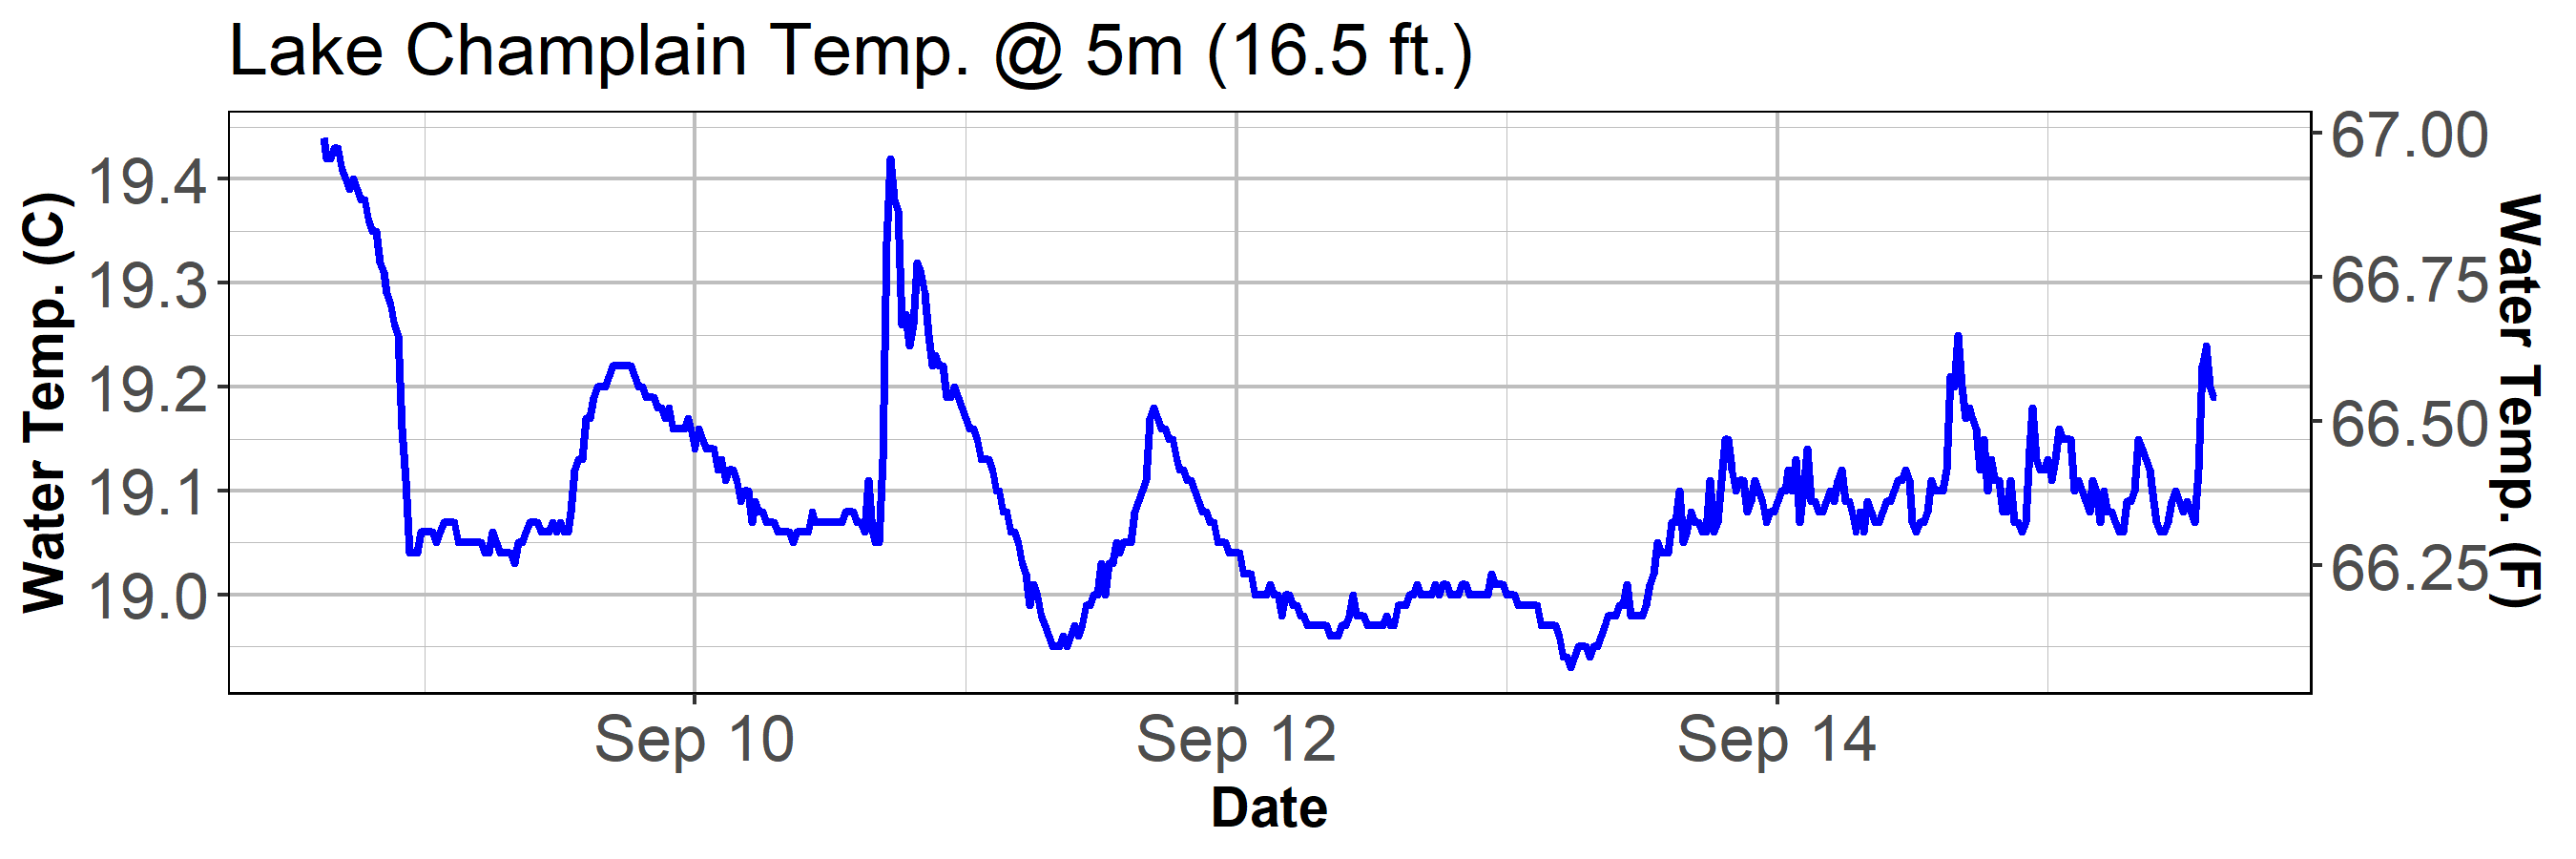 Lake Champlain Temp. @ 5m (16.5 ft.)
Water Temp. (C)
19.4
19.3
19.2
19.1
19.0
67.00
66.75
66.50
66.25
Water Temp. (F)
Sep 10
Sep 12
Sep 14
Date